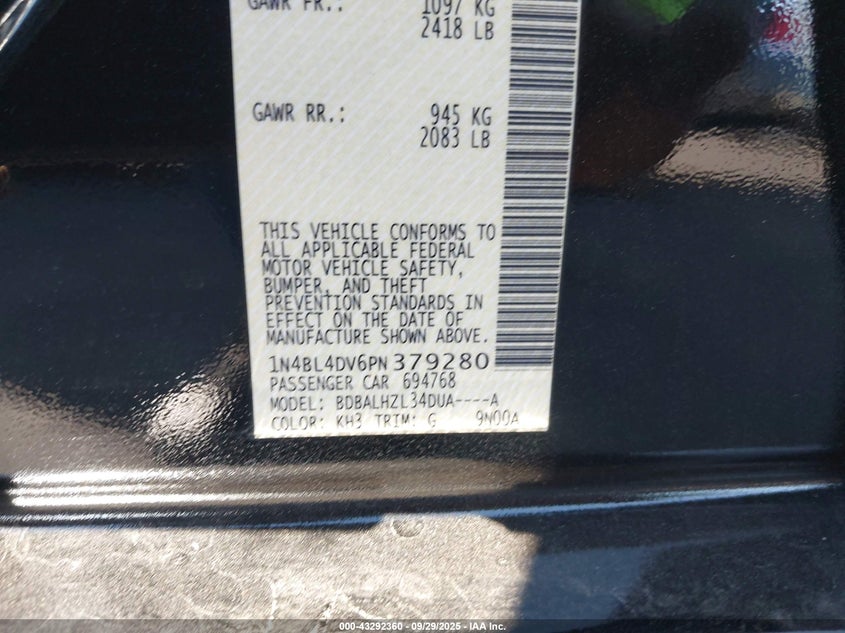 GAWR FR.: 1097 KG
2418 LB
GAWR RR.: 945 KG
2083 LB
THIS VEHICLE CONFORMS TO
ALL APPLICABLE FEDERAL
MOTOR VEHICLE SAFETY,
BUMPER, AND THEFT
PREVENTION STANDARDS IN
EFFECT ON THE DATE OF
MANUFACTURE SHOWN ABOVE.
1N4BL4DV6PN379280
PASSENGER CAR 694768
MODEL: BDBALHZL34DUA----A
COLOR: KH3 TRIM: G 9N00A
000-43292360 - 09/29/2025 - IAA Inc.